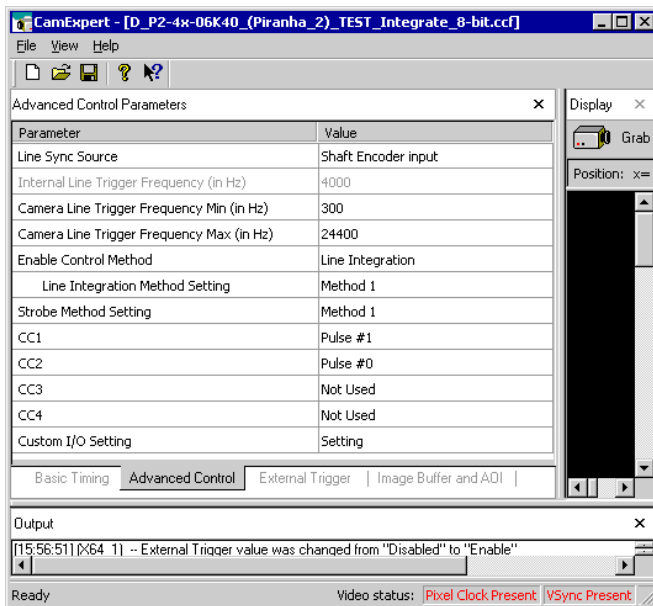 CamExpert - [D_P2-4x-06K40_(Piranha_2)_TEST_Integrate_8-bit.ccf]
File View Help
Advanced Control Parameters
Display
Grab
Position: x=
Parameter Value
Line Sync Source Shaft Encoder input
Internal Line Trigger Frequency (in Hz) 4000
Camera Line Trigger Frequency Min (in Hz) 300
Camera Line Trigger Frequency Max (in Hz) 24400
Enable Control Method Line Integration
Line Integration Method Setting Method 1
Strobe Method Setting Method 1
CC1 Pulse #1
CC2 Pulse #0
CC3 Not Used
CC4 Not Used
Custom I/O Setting Setting
Basic Timing Advanced Control External Trigger | Image Buffer and AOI |
Output
[15:56:51] (X64_1) -- External Trigger value was changed from "Disabled" to "Enable"
Ready Video status: Pixel Clock Present VSync Present